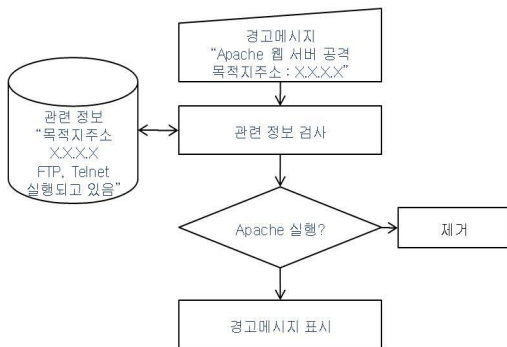 경고메시지
“Apache 웹 서버 공격
목적지주소 : X.X.X.X”
관련 정보
“목적지주소
X.X.X.X
FTP, Telnet
실행되고 있음”
관련 정보 검사
Apache 실행?
제거
경고메시지 표시